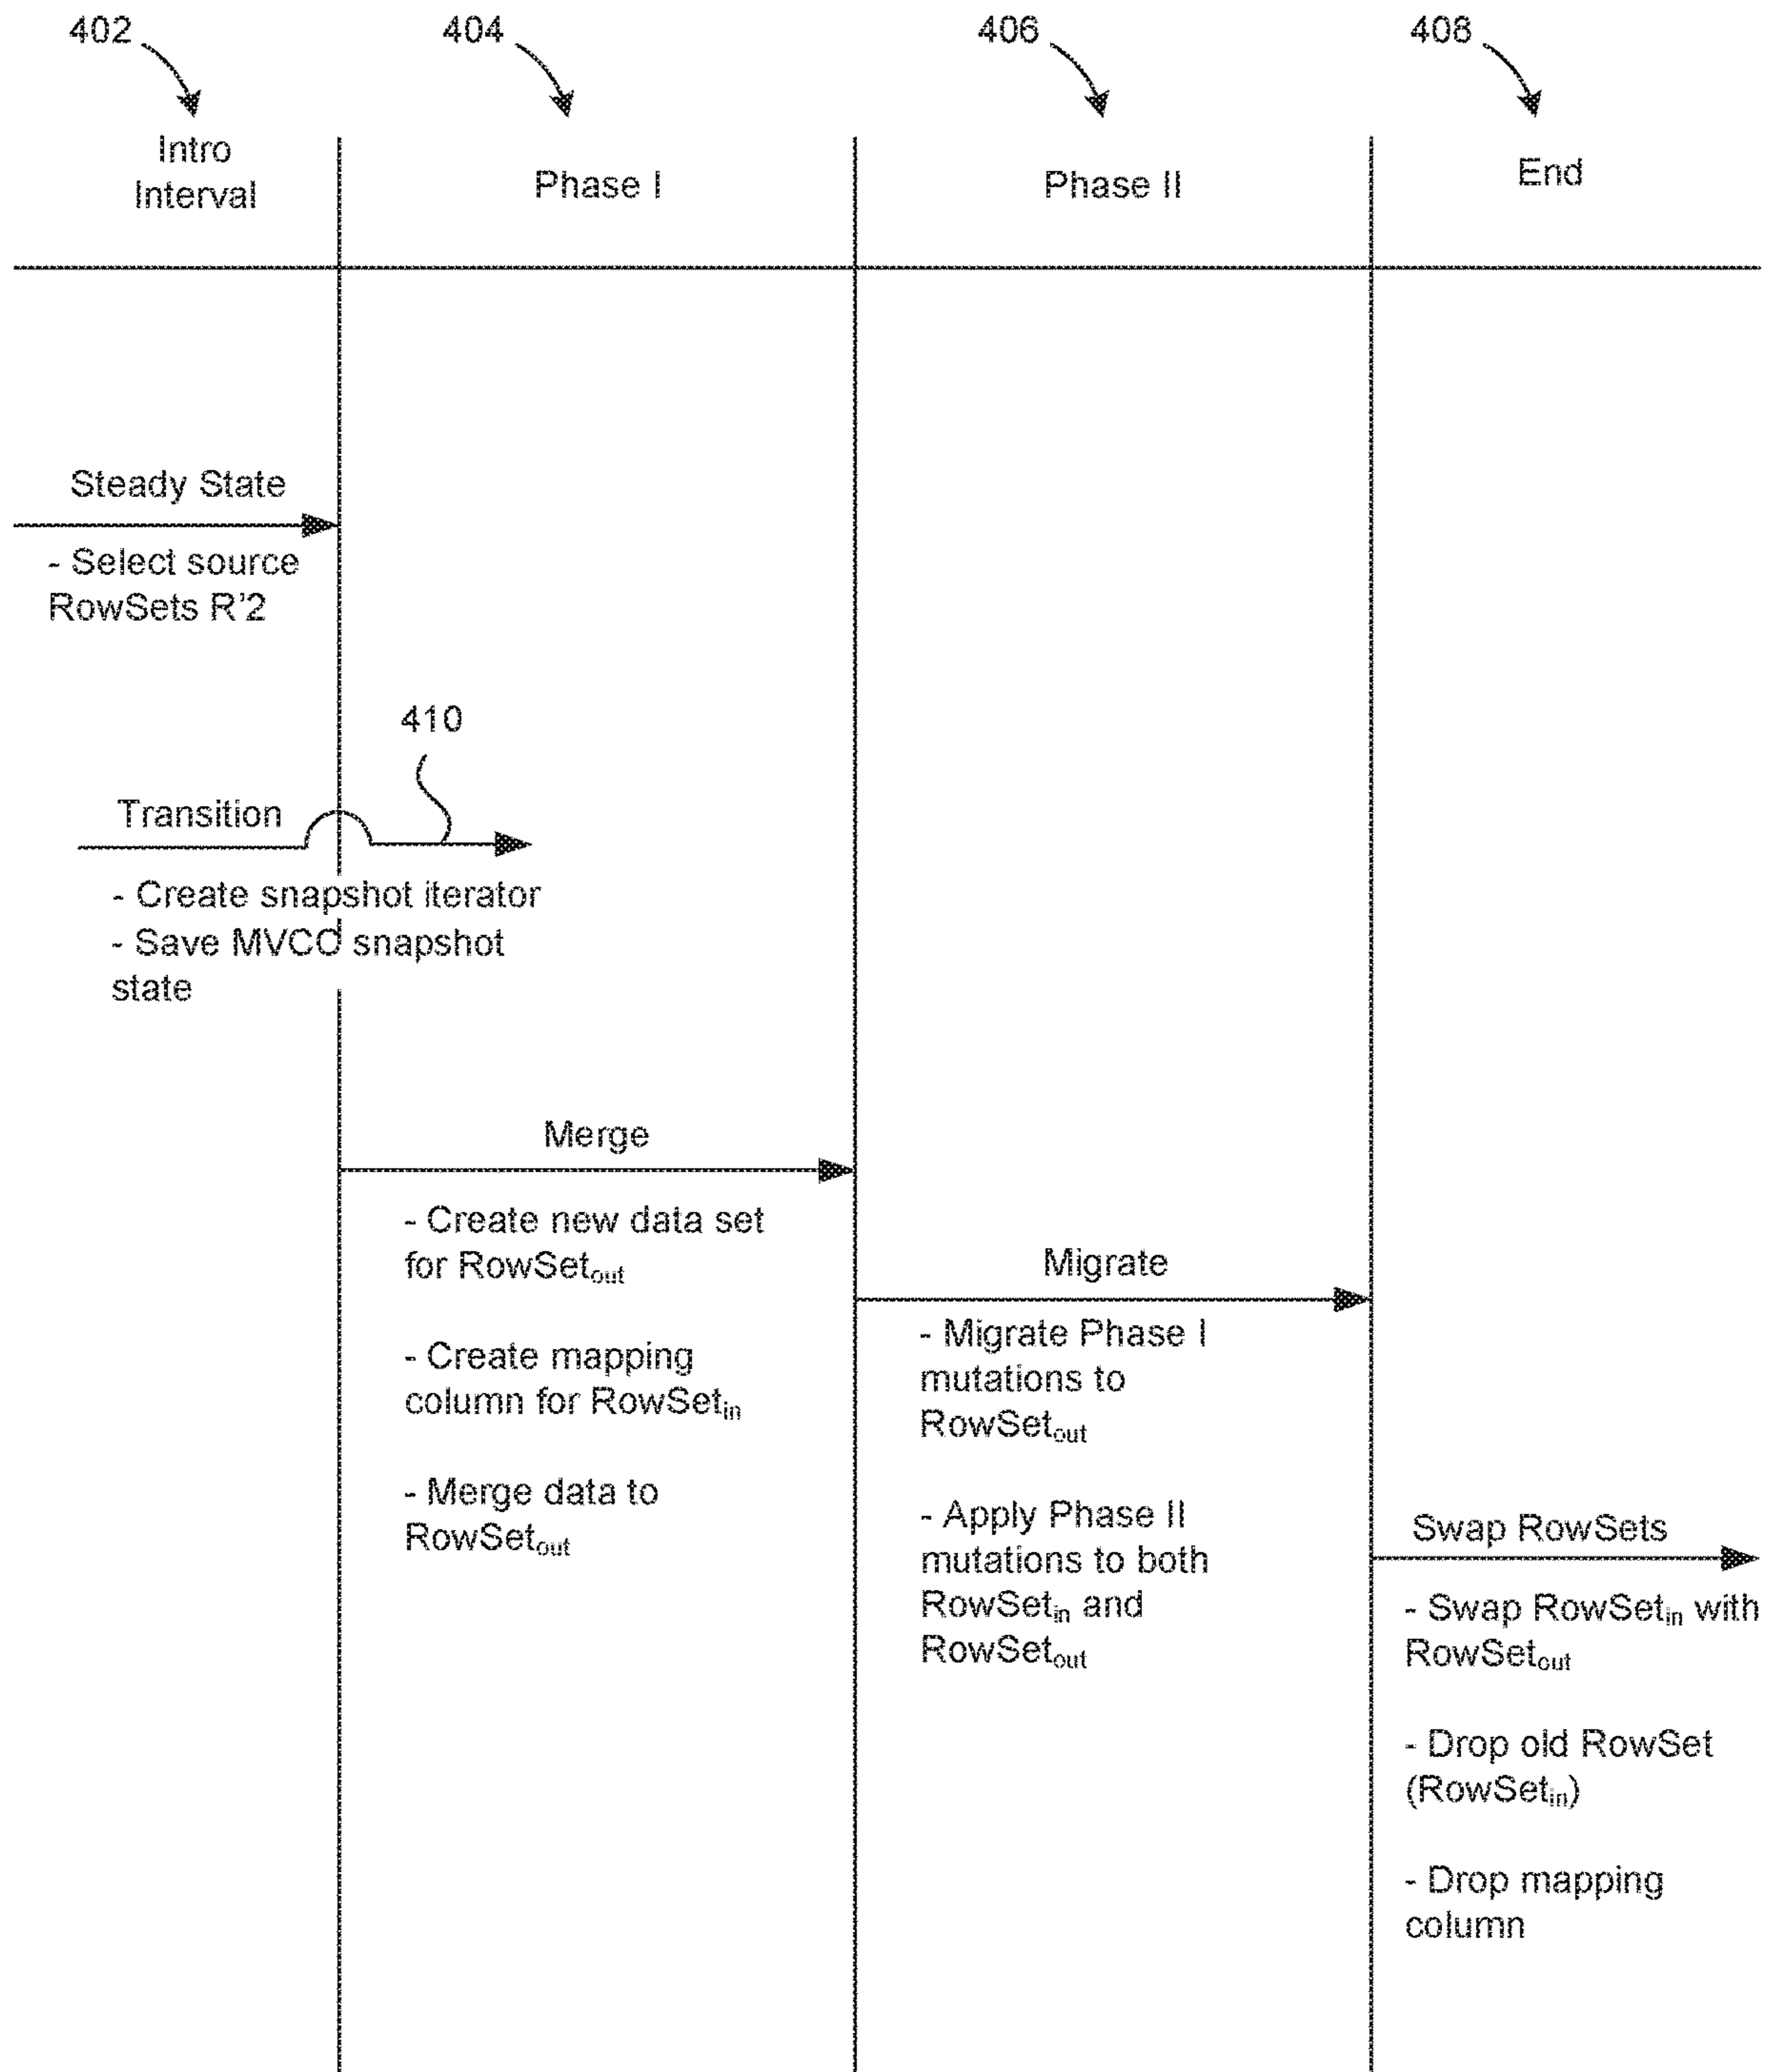 402
404
406
408
Intro
Interval
Phase I
Phase II
End
Steady State
- Select source
RowSets R'2
410
Transition
- Create snapshot iterator
- Save MVCC snapshot
state
Merge
- Create new data set
for RowSetout
- Create mapping
column for RowSetin
- Merge data to
RowSetout
Migrate
- Migrate Phase I
mutations to
RowSetout
- Apply Phase II
mutations to both
RowSetin and
RowSetout
Swap RowSets
- Swap RowSetin with
RowSetout
- Drop old RowSet
(RowSetin)
- Drop mapping
column